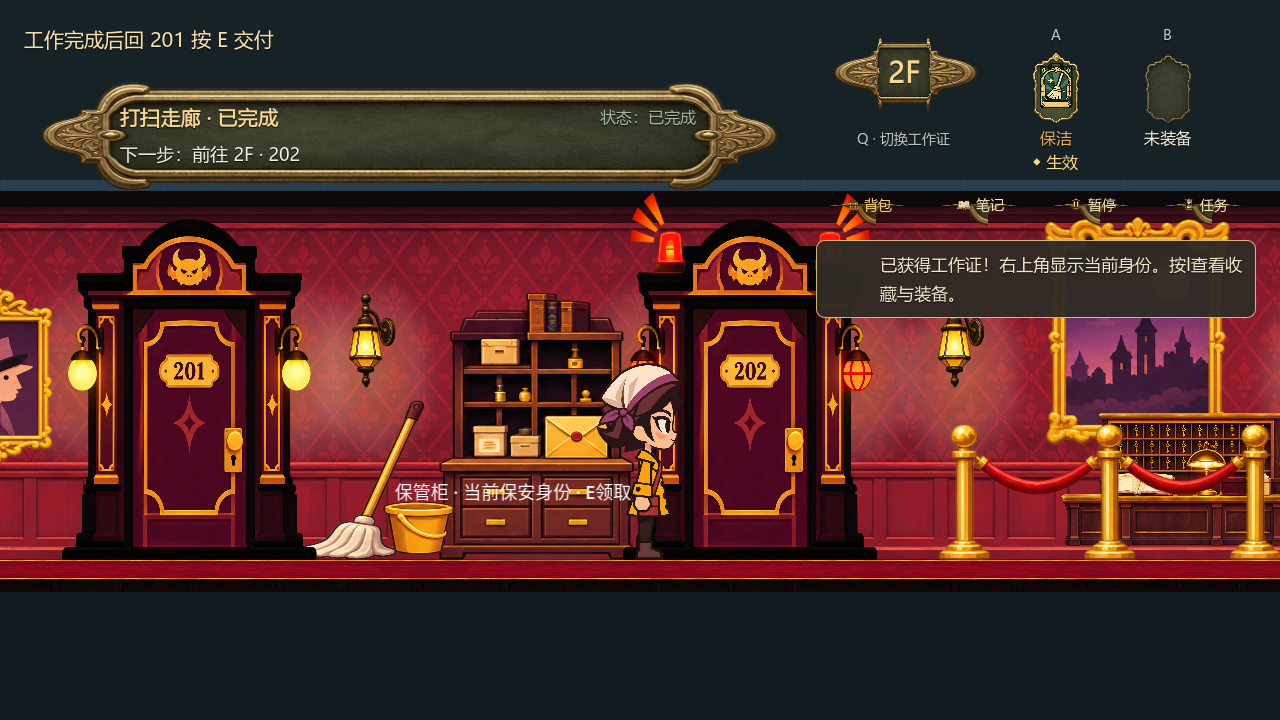 工作完成后回 201 按 E 交付
A
B
2F
打扫走廊 · 已完成
状态：已完成
下一步：前往 2F · 202
Q · 切换工作证
保洁
未装备
生效
背包
笔记
暂停
任务
已获得工作证！右上角显示当前身份。按I查看收
藏与装备。
201
202
保管柜 · 当前保安身份 · E领取